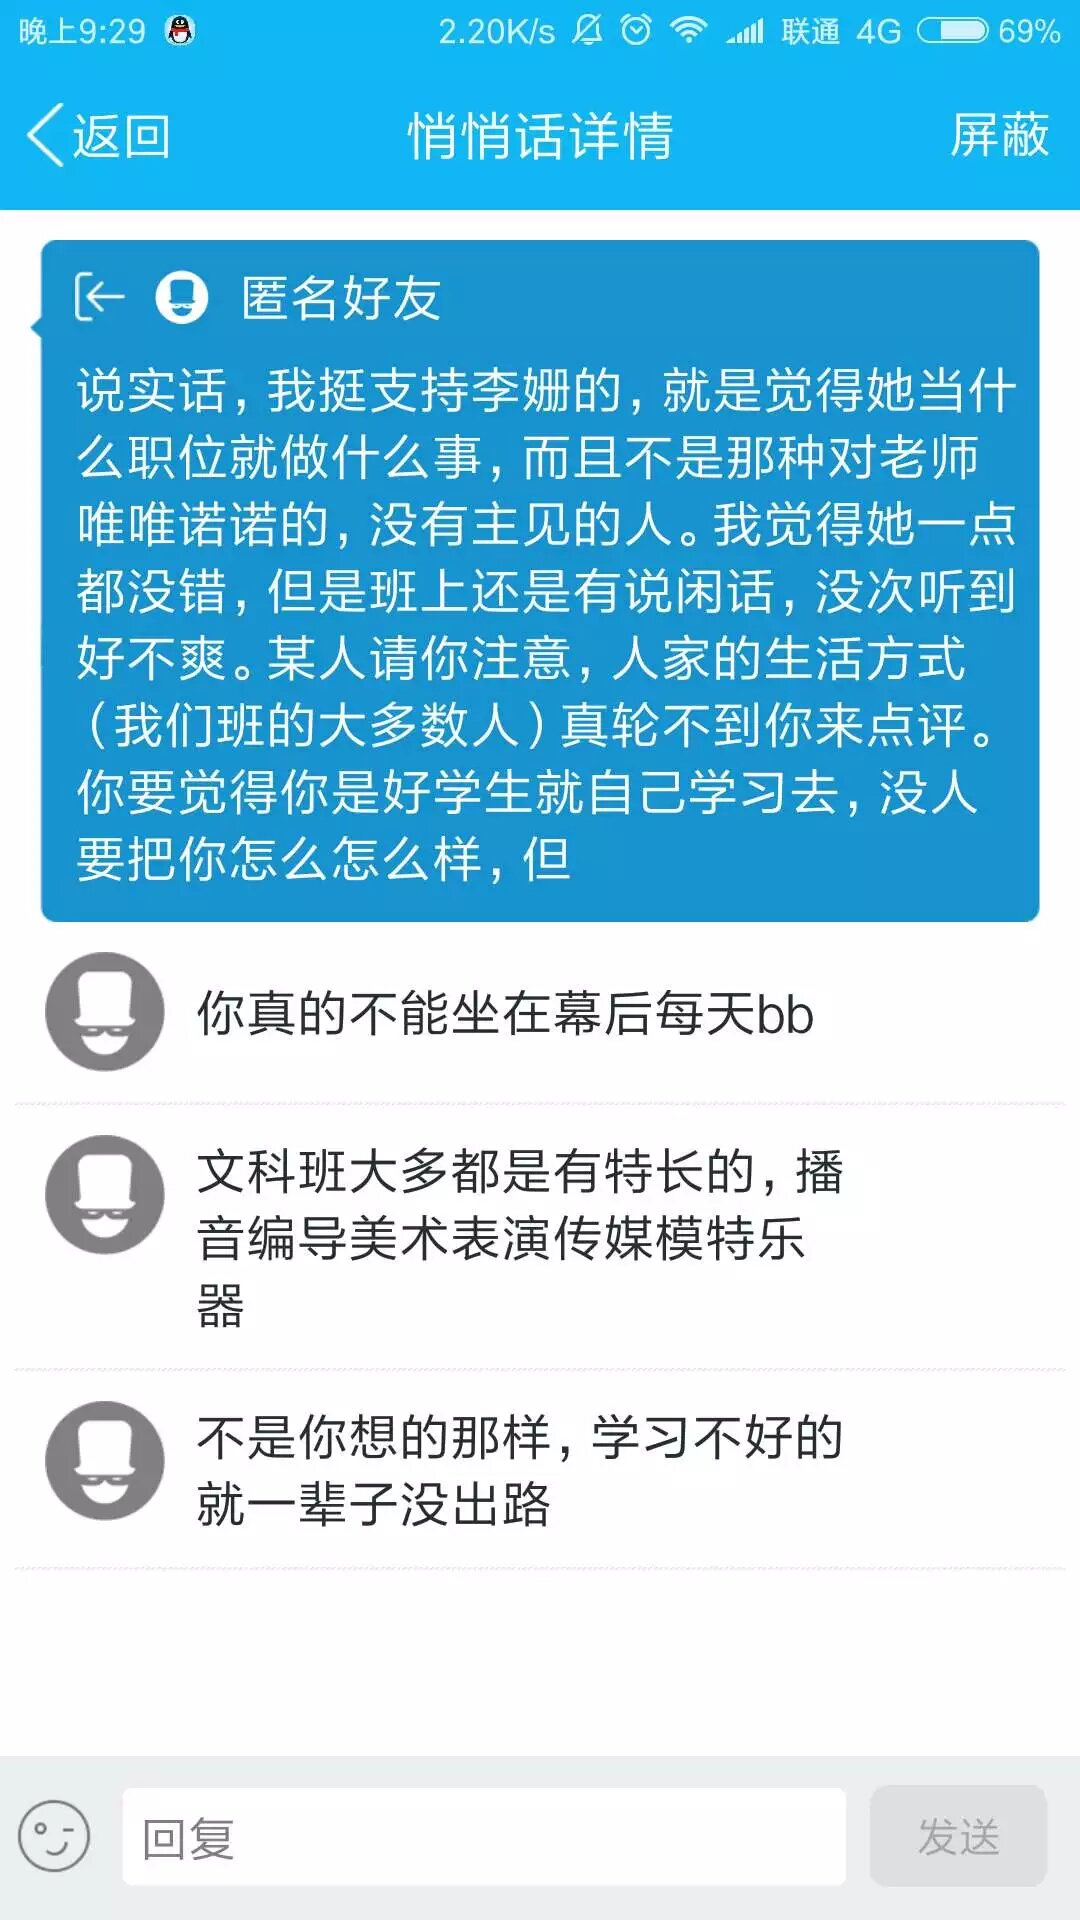 晚上9:29 2.20K/s 联通 4G 69%
返回 悄悄话详情 屏蔽
匿名好友
说实话，我挺支持李姗的，就是觉得她当什
么职位就做什么事，而且不是那种对老师
唯唯诺诺的，没有主见的人。我觉得她一点
都没错，但是班上还是有说闲话，没次听到
好不爽。某人请你注意，人家的生活方式
（我们班的大多数人）真轮不到你来点评。
你要觉得你是好学生就自己学习去，没人
要把你怎么怎么样，但
你真的不能坐在幕后每天bb
文科班大多都是有特长的，播
音编导美术表演传媒模特乐
器
不是你想的那样，学习不好的
就一辈子没出路
回复 发送